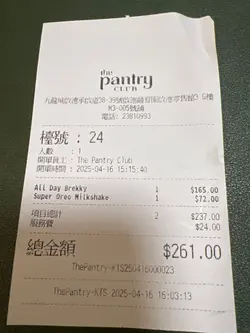 the
pantry
CLUB
電話: 23810993
檯號 : 24
人數 : 1
開單員工 : The Pantry Club
開單時間 : 2025-04-16 15:15:40
All Day Brekky 1 $165.00
Super Oreo Milkshake 1 $72.00
項目總計 2 $237.00
服務費 $24.00
總金額 $261.00
ThePantry-KTS250416000023
ThePantry-KTS 2025-04-16 16:03:13